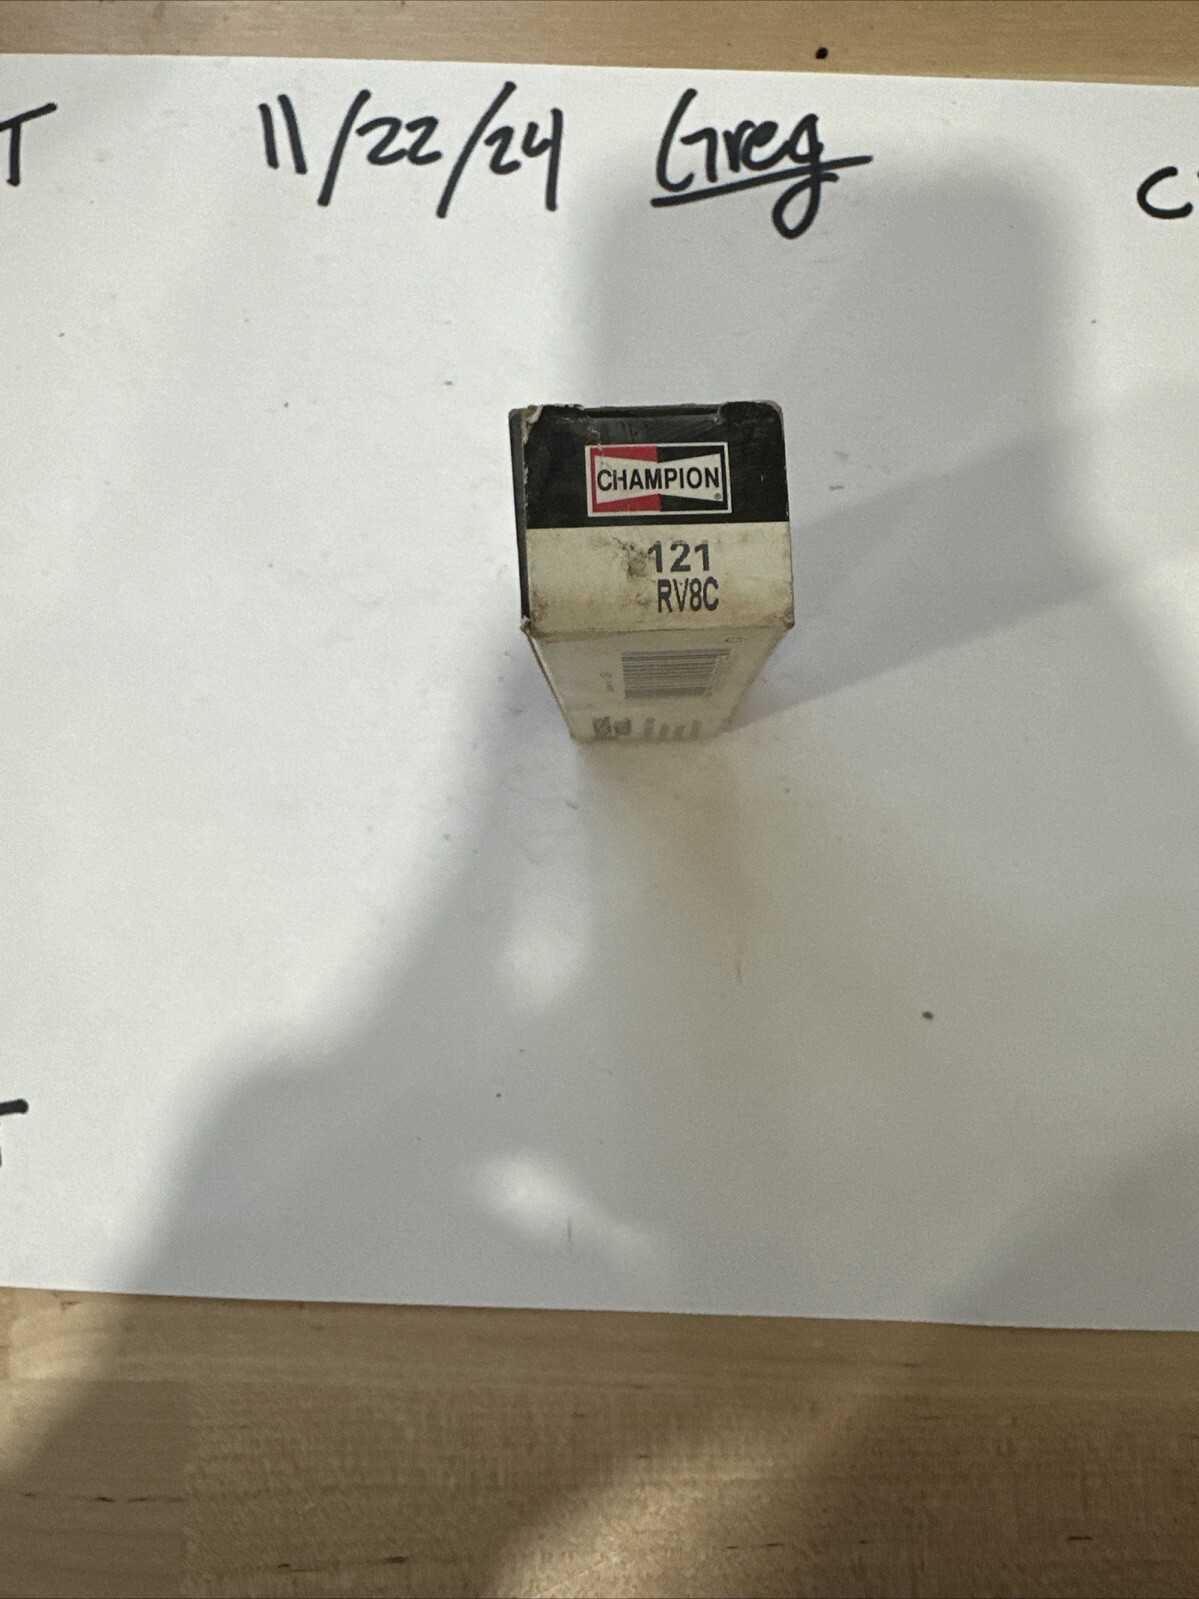 T 11/22/24 Greg C
CHAMPION
121
RV8C